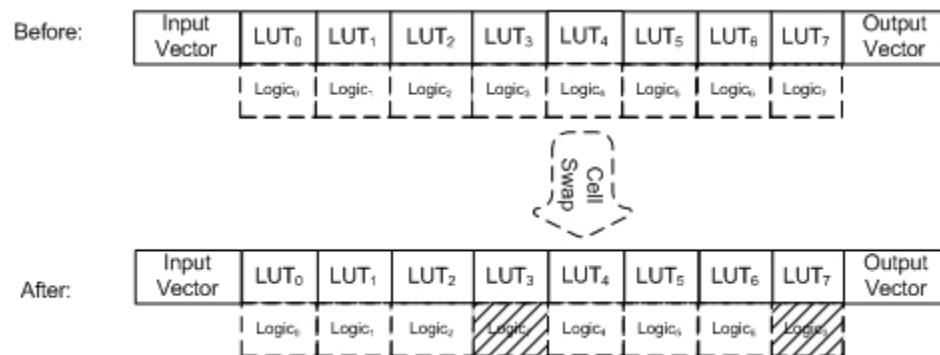 Before:
Input Vector LUT₀ LUT₁ LUT₂ LUT₃ LUT₄ LUT₅ LUT₆ LUT₇ Output Vector
Logic₀ Logic₁ Logic₂ Logic₃ Logic₄ Logic₅ Logic₆ Logic₇
Cell
Swap
After:
Input Vector LUT₀ LUT₁ LUT₂ LUT₃ LUT₄ LUT₅ LUT₆ LUT₇ Output Vector
Logic₀ Logic₁ Logic₂ Logic₄ Logic₅ Logic₆